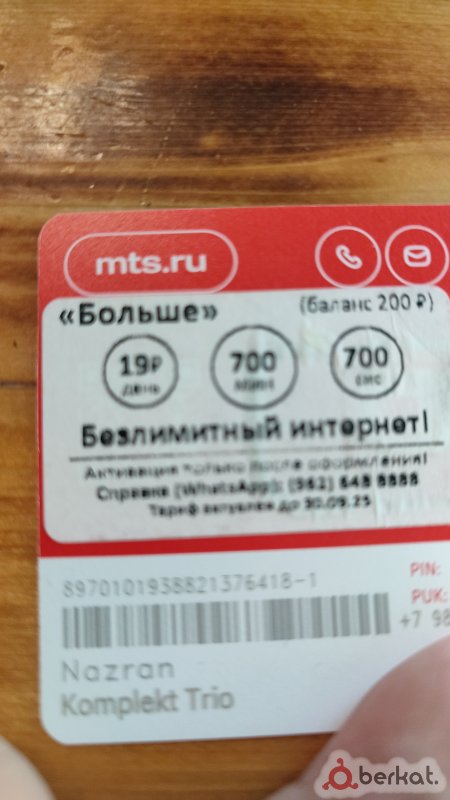 mts.ru
«Больше» (баланс 200 ₽)
19₽ 700 700
день мин смс
Безлимитный интернет!
Активация только после оформления!
Справка (WhatsApp): (962) 648 8888
Тариф актуален до 30.09.25
8970101938821376418-1
PIN:
PUK:
+7 98
Nazran
Komplekt Trio
berkat.